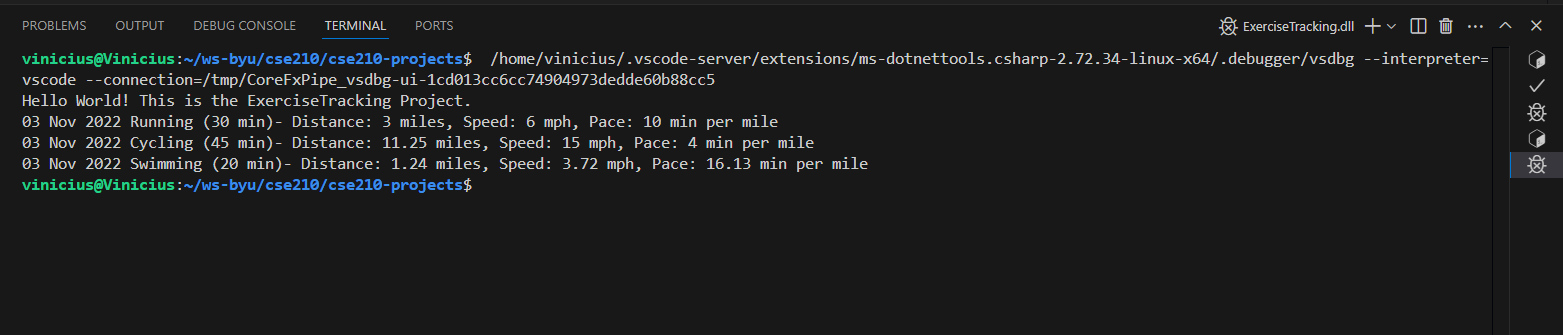 PROBLEMS OUTPUT DEBUG CONSOLE TERMINAL PORTS ExerciseTracking.dll
vinicius@Vinicius:~/ws-byu/cse210/cse210-projects$ /home/vinicius/.vscode-server/extensions/ms-dotnettools.csharp-2.72.34-linux-x64/.debugger/vsdbg --interpreter=
vscode --connection=/tmp/CoreFxPipe_vsdbg-ui-1cd013cc6cc74904973dedde60b88cc5
Hello World! This is the ExerciseTracking Project.
03 Nov 2022 Running (30 min)- Distance: 3 miles, Speed: 6 mph, Pace: 10 min per mile
03 Nov 2022 Cycling (45 min)- Distance: 11.25 miles, Speed: 15 mph, Pace: 4 min per mile
03 Nov 2022 Swimming (20 min)- Distance: 1.24 miles, Speed: 3.72 mph, Pace: 16.13 min per mile
vinicius@Vinicius:~/ws-byu/cse210/cse210-projects$